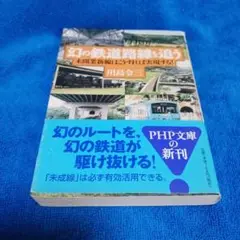 幻の鉄道路線を追う
川島令三
幻のルートを、
幻の鉄道が
駆け抜ける!
「未成線」は必ず有効活用できる。
PHP文庫
の
新刊